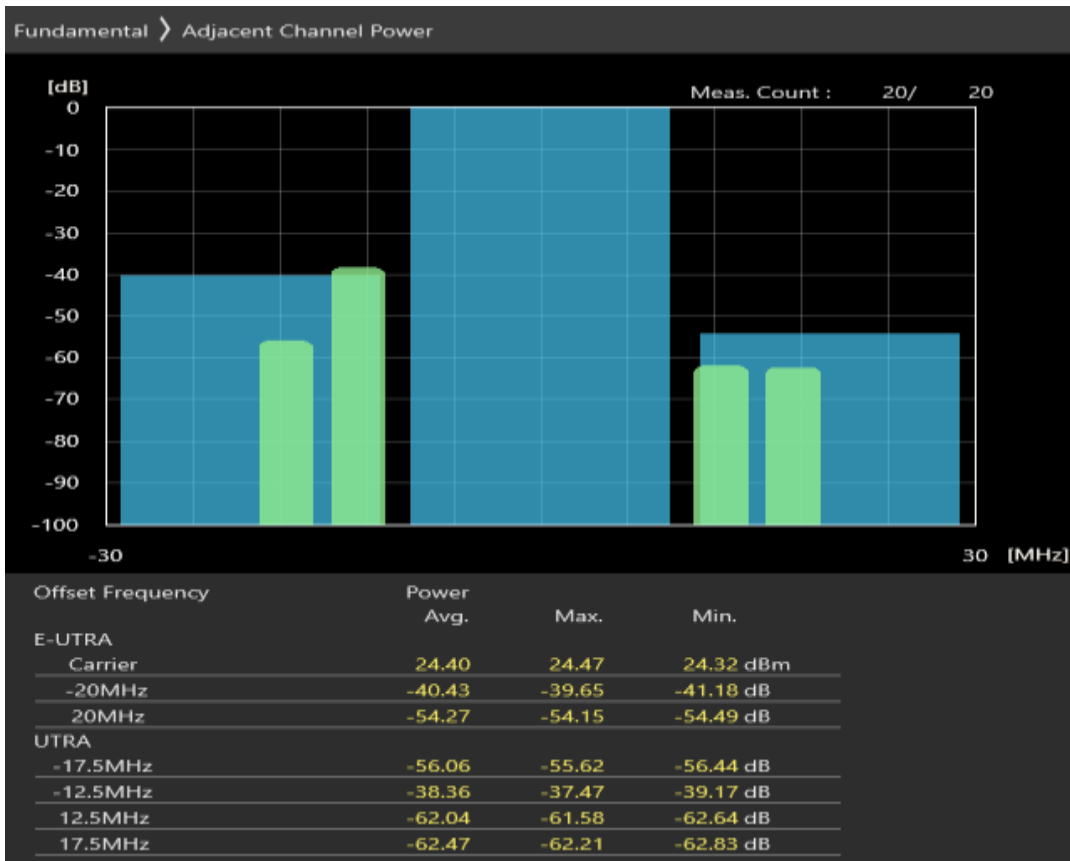 Fundamental 〉 Adjacent Channel Power
[dB]
Meas. Count : 20/ 20
0
-10
-20
-30
-40
-50
-60
-70
-80
-90
-100
-30 30 [MHz]
Offset Frequency Power
Avg. Max. Min.
E-UTRA
Carrier 24.40 24.47 24.32 dBm
-20MHz -40.43 -39.65 -41.18 dB
20MHz -54.27 -54.15 -54.49 dB
UTRA
-17.5MHz -56.06 -55.62 -56.44 dB
-12.5MHz -38.36 -37.47 -39.17 dB
12.5MHz -62.04 -61.58 -62.64 dB
17.5MHz -62.47 -62.21 -62.83 dB